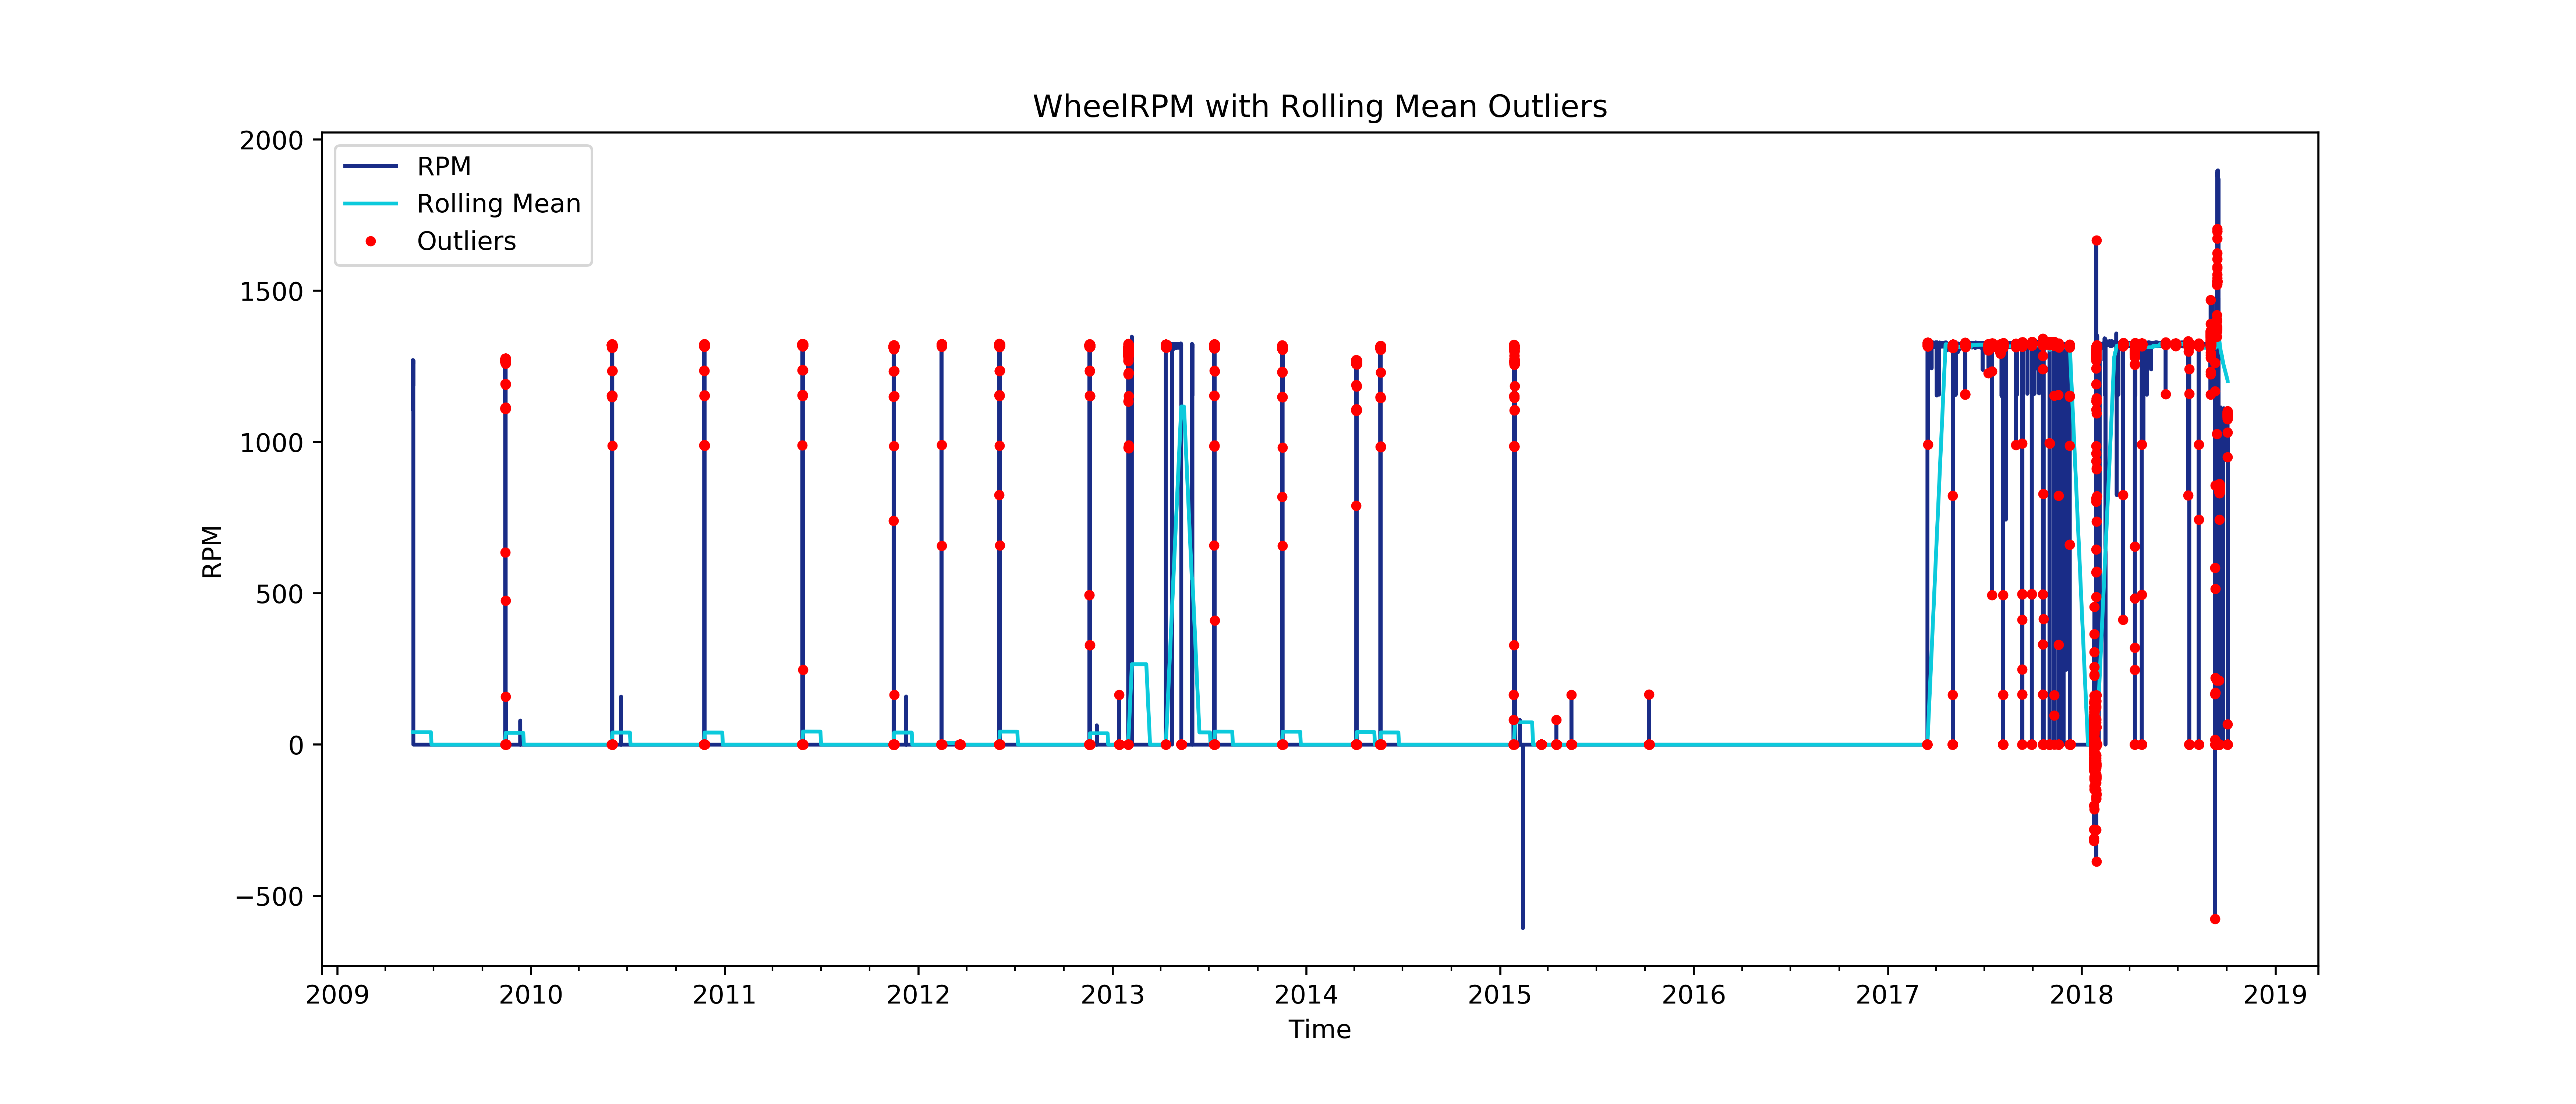 WheelRPM with Rolling Mean Outliers
2000
1500
1000
500
0
−500
RPM
RPM
Rolling Mean
Outliers
2009 2010 2011 2012 2013 2014 2015 2016 2017 2018 2019
Time